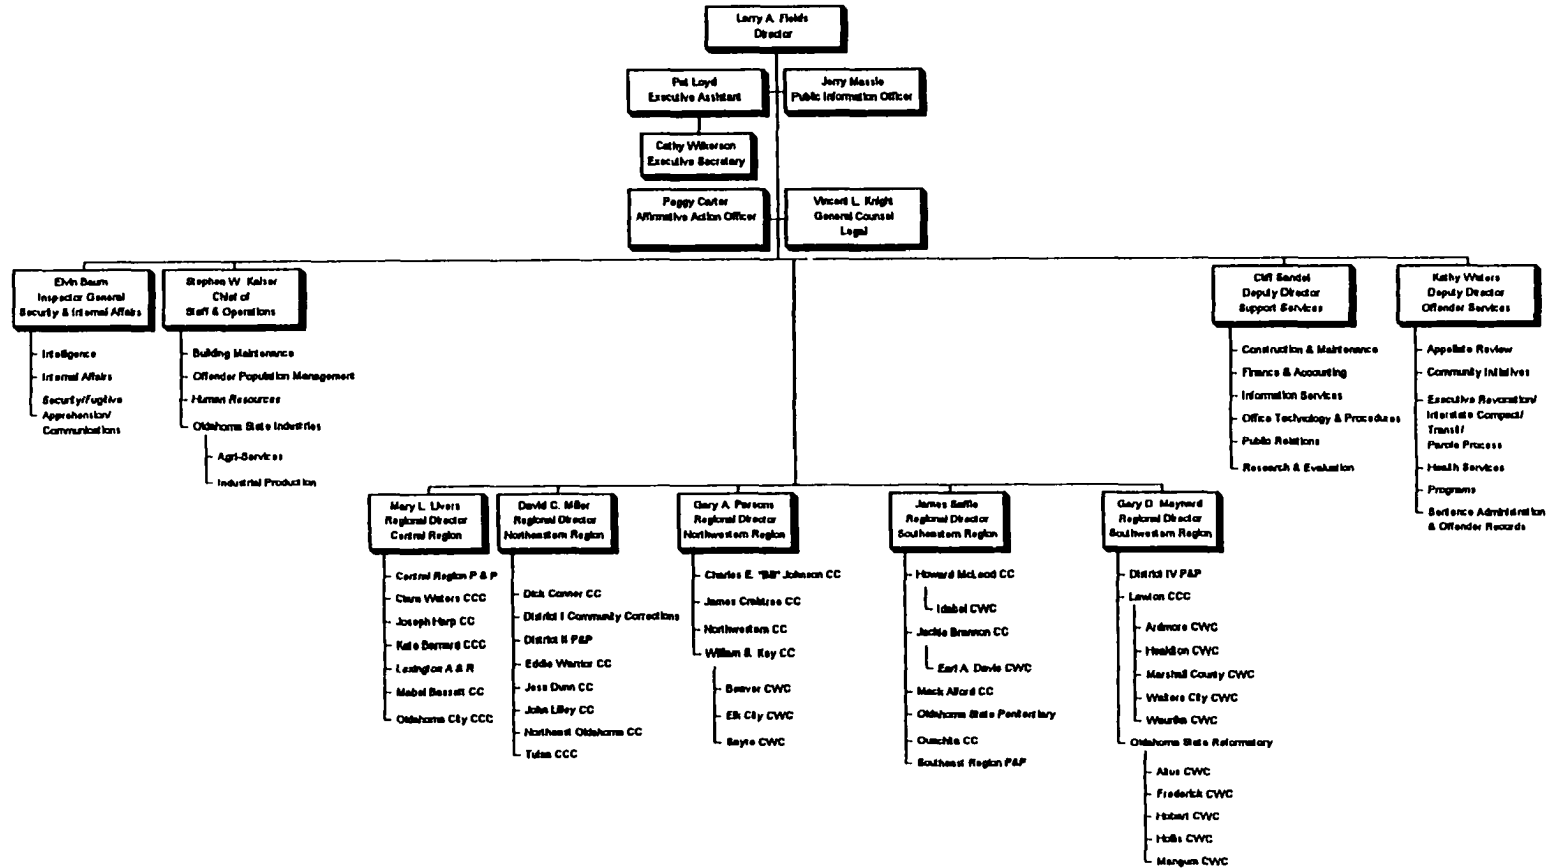 Larry A. Fields
Director
Pat Loyd
Executive Assistant
Jerry Massie
Public Information Officer
Cathy Wilkerson
Executive Secretary
Peggy Carter
Affirmative Action Officer
Vincent L. Knight
General Counsel
Legal
Elvin Baum
Inspector General
Security & Internal Affairs
Intelligence
Internal Affairs
Security/Fugitive
Apprehension/
Communications
Stephen W. Kaiser
Chief of
Staff & Operations
Building Maintenance
Offender Population Management
Human Resources
Oklahoma State Industries
Agri-Services
Industrial Production
Cliff Sandel
Deputy Director
Support Services
Construction & Maintenance
Finance & Accounting
Information Services
Office Technology & Procedures
Public Relations
Research & Evaluation
Kathy Waters
Deputy Director
Offender Services
Appellate Review
Community Initiatives
Executive Revocation/
Interstate Compact/
Transit/
Parole Process
Health Services
Programs
Sentence Administration
& Offender Records
Mary L. Livers
Regional Director
Central Region
Central Region P & P
Clara Waters CCC
Joseph Harp CC
Kate Barnard CCC
Lexington A & R
Mabel Bassett CC
Oklahoma City CCC
David C. Miller
Regional Director
Northeastern Region
Dick Conner CC
District I Community Corrections
District II P&P
Eddie Warrior CC
Jess Dunn CC
John Lilley CC
Northeast Oklahoma CC
Tulsa CCC
Gary A. Parsons
Regional Director
Northwestern Region
Charles E. "Bill" Johnson CC
James Crabtree CC
Northwestern CC
William S. Key CC
Beaver CWC
Elk City CWC
Sayre CWC
James Saffle
Regional Director
Southeastern Region
Howard McLeod CC
Idabel CWC
Jackie Brannon CC
Earl A. Davis CWC
Mack Alford CC
Oklahoma State Penitentiary
Ouachita CC
Southeast Region P&P
Gary D. Maynard
Regional Director
Southwestern Region
District IV P&P
Lawton CCC
Ardmore CWC
Healdton CWC
Marshall County CWC
Walters City CWC
Waurika CWC
Oklahoma State Reformatory
Altus CWC
Frederick CWC
Hobart CWC
Hollis CWC
Mangum CWC